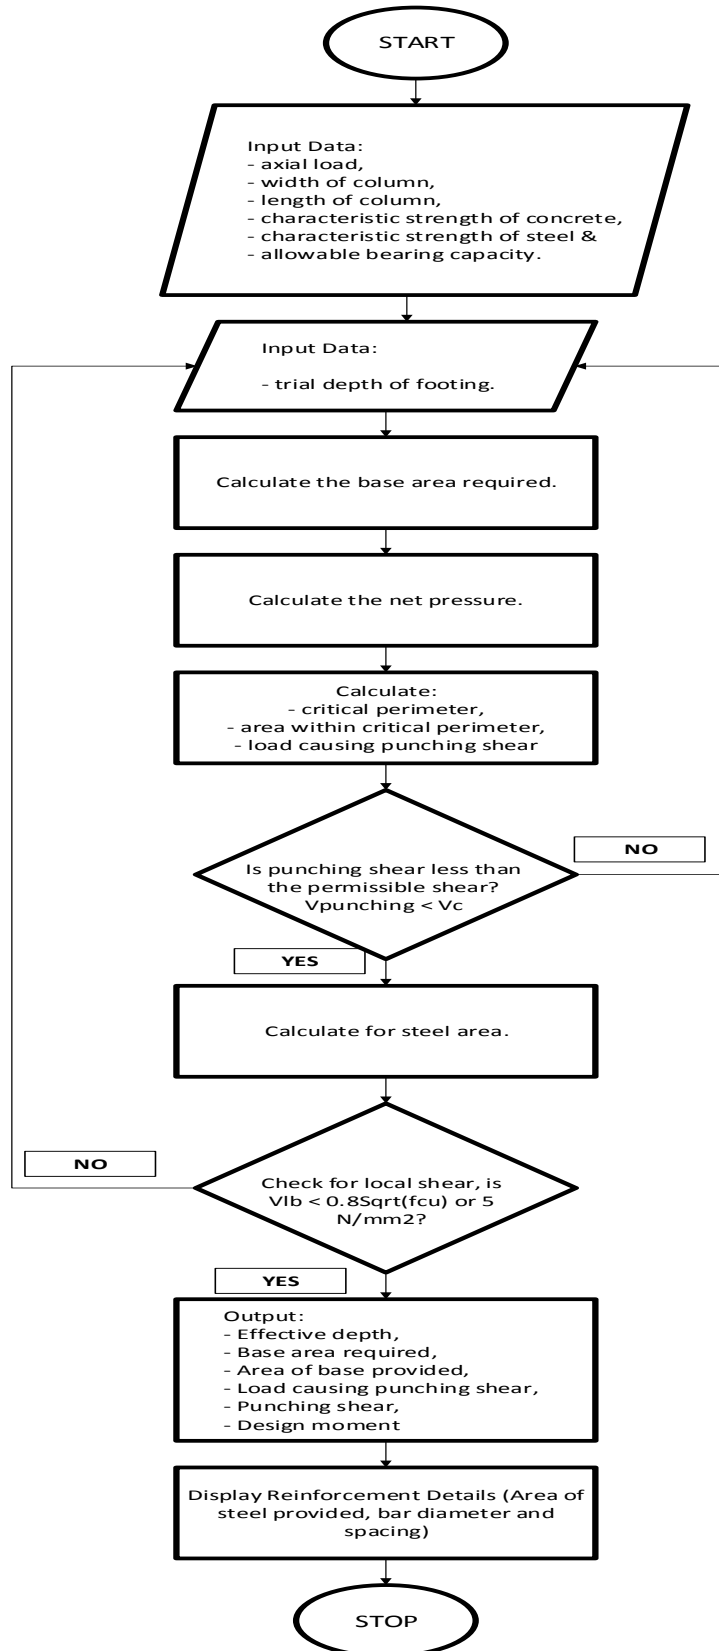 START
Input Data:
- axial load,
- width of column,
- length of column,
- characteristic strength of concrete,
- characteristic strength of steel &
- allowable bearing capacity.
Input Data:
- trial depth of footing.
Calculate the base area required.
Calculate the net pressure.
Calculate:
- critical perimeter,
- area within critical perimeter,
- load causing punching shear
NO
Is punching shear less than
the permissible shear?
Vpunching < Vc
YES
Calculate for steel area.
NO
Check for local shear, is
Vlb < 0.8Sqrt(fcu) or 5
N/mm2?
YES
Output:
- Effective depth,
- Base area required,
- Area of base provided,
- Load causing punching shear,
- Punching shear,
- Design moment
Display Reinforcement Details (Area of
steel provided, bar diameter and
spacing)
STOP